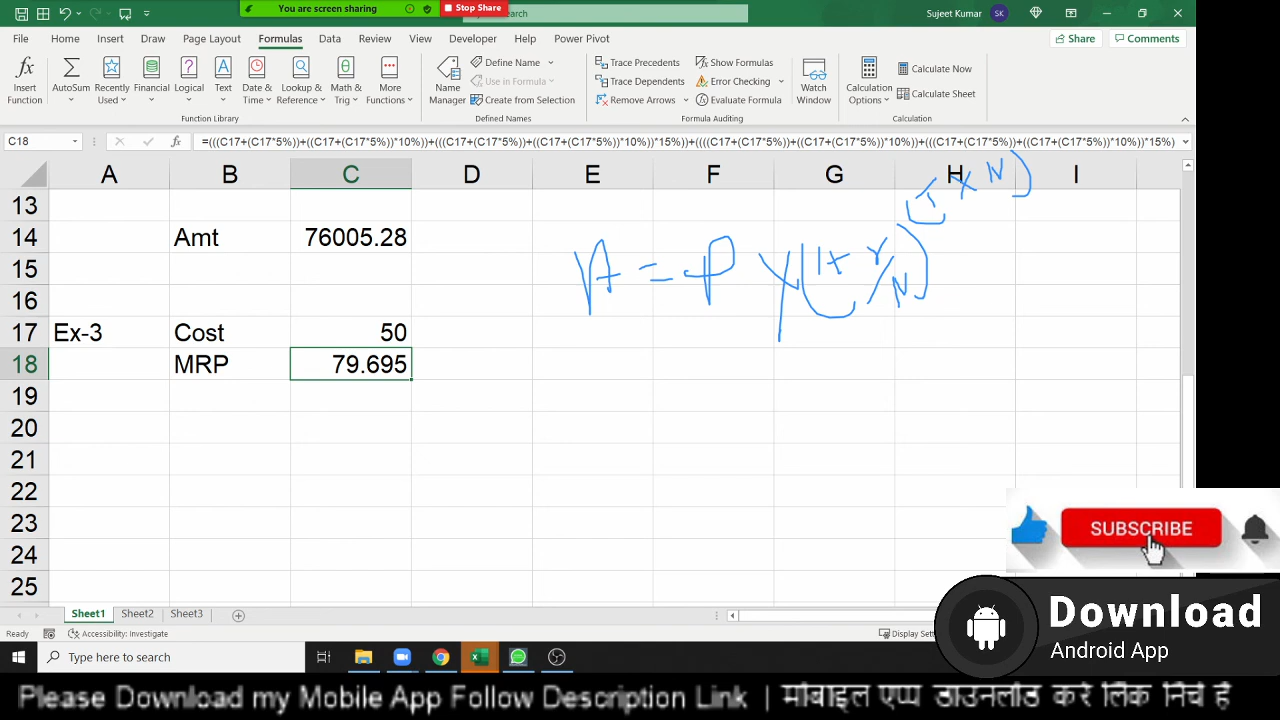 You are screen sharing
Stop Share
Search
Sujeet Kumar
SK
File Home Insert Draw Page Layout Formulas Data Review View Developer Help Power Pivot
Share
Comments
Insert Function
AutoSum
Recently Used
Financial
Logical
Text
Date & Time
Lookup & Reference
Math & Trig
More Functions
Function Library
Name Manager
Define Name
Use in Formula
Create from Selection
Defined Names
Trace Precedents
Trace Dependents
Remove Arrows
Show Formulas
Error Checking
Evaluate Formula
Formula Auditing
Watch Window
Calculation Options
Calculate Now
Calculate Sheet
Calculation
C18
fx
=(((C17+(C17*5%))+((C17+(C17*5%))*10%))+(((C17+(C17*5%))+((C17+(C17*5%))*10%))*15%))+((((C17+(C17*5%))+((C17+(C17*5%))*10%))+(((C17+(C17*5%))+((C17+(C17*5%))*10%))*15%)
A B C D E F G H I
13
14 Amt 76005.28
15
16
17 Ex-3 Cost 50
18 MRP 79.695
19
20
21
22
23
24
25
A = P
(1+ r/N)
(T × N)
SUBSCRIBE
Sheet1 Sheet2 Sheet3
Ready
Accessibility: Investigate
Display Se
Download
Android App
Type here to search
Please Download my Mobile App Follow Description Link | मोबाइल एप्प डाउनलोड करे लिंक निचे है